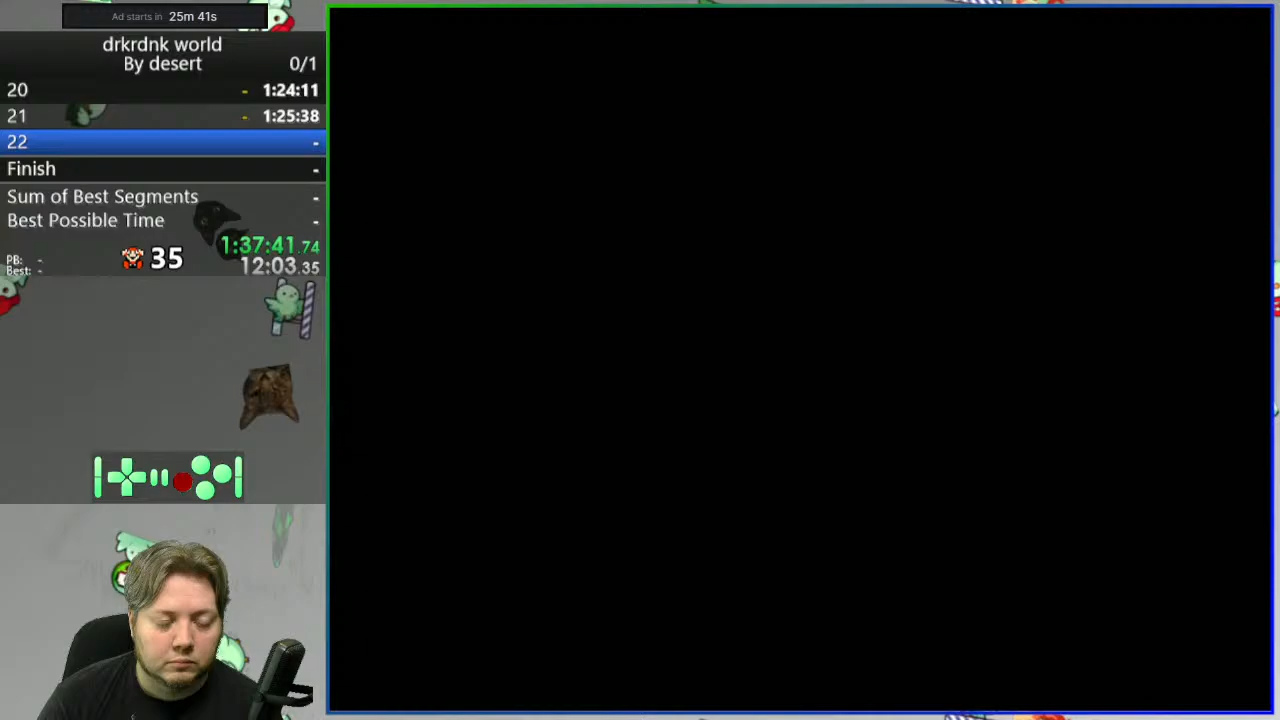 Ad starts in 25m 41s
drkrdnk world
By desert 0/1
20 - 1:24:11
21 - 1:25:38
22 -
Finish -
Sum of Best Segments -
Best Possible Time -
PB: - 35 1:37:41.74
Best: - 12:03.35